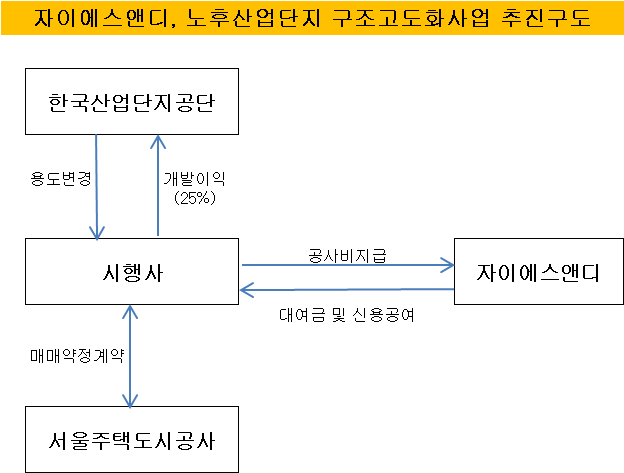 자이에스앤디, 노후산업단지 구조고도화사업 추진구도
한국산업단지공단
용도변경
개발이익
(25%)
시행사
공사비지급
자이에스앤디
대여금 및 신용공여
매매약정계약
서울주택도시공사